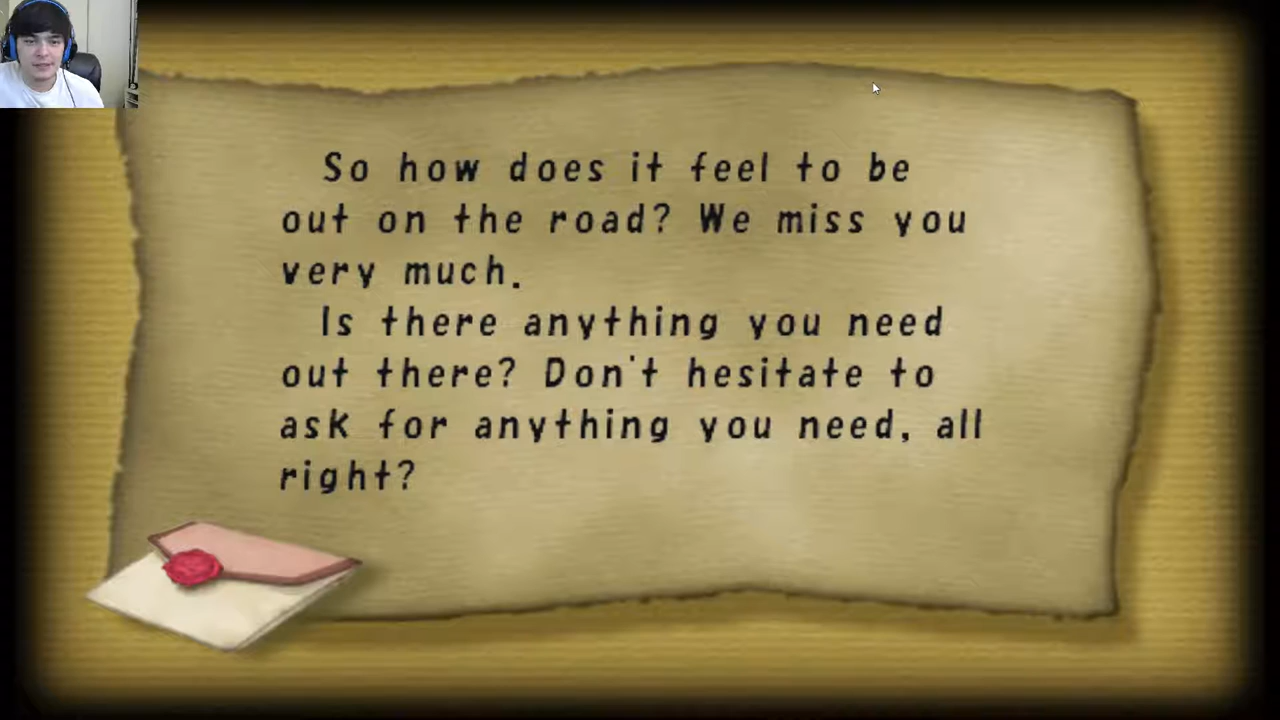 So how does it feel to be
out on the road? We miss you
very much.
Is there anything you need
out there? Don't hesitate to
ask for anything you need, all
right?